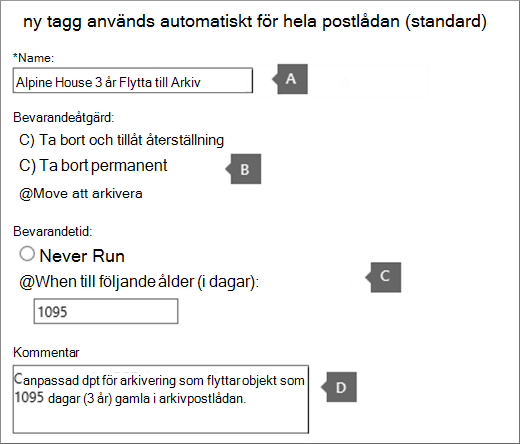 ny tagg används automatiskt för hela postlådan (standard)
*Name:
Alpine House 3 år Flytta till Arkiv
A
Bevarandeåtgärd:
C) Ta bort och tillåt återställning
C) Ta bort permanent
B
@Move att arkivera
Bevarandetid:
Never Run
@When till följande ålder (i dagar):
C
1095
Kommentar
Canpassad dpt för arkivering som flyttar objekt som
1095 dagar (3 år) gamla i arkivpostlådan.
D